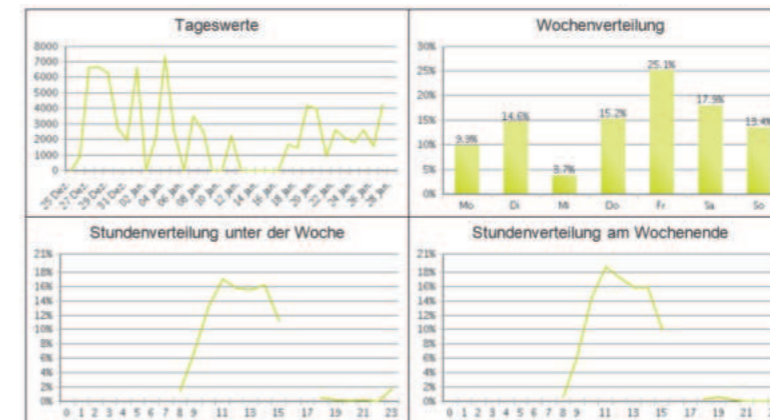 Tageswerte
8000
7000
6000
5000
4000
3000
2000
1000
0
25 Dez.
27 Dez.
29 Dez.
31 Dez.
02 Jan.
04 Jan.
06 Jan.
08 Jan.
10 Jan.
12 Jan.
14 Jan.
16 Jan.
18 Jan.
20 Jan.
22 Jan.
24 Jan.
26 Jan.
28 Jan.
Wochenverteilung
30%
25%
20%
15%
10%
5%
0%
9.9%
14.6%
3.7%
15.2%
25.1%
17.9%
13.4%
Mo Di Mi Do Fr Sa So
Stundenverteilung unter der Woche
21%
18%
16%
14%
12%
10%
8%
6%
4%
2%
0%
0 1 2 3 4 5 6 7 8 9 11 13 15 17 19 21 23
Stundenverteilung am Wochenende
21%
18%
16%
14%
12%
10%
8%
6%
4%
2%
0%
0 1 2 3 4 5 6 7 8 9 11 13 15 17 19 21